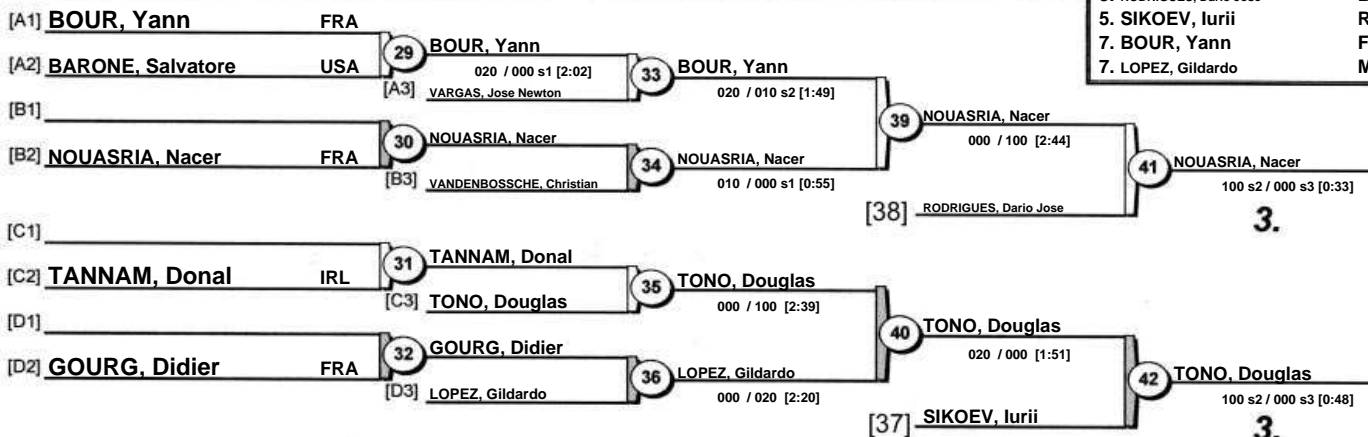 [A1] BOUR, Yann FRA
5. SIKOEV, Iurii R
29 BOUR, Yann
[A2] BARONE, Salvatore USA
020 / 000 s1 [2:02]
7. BOUR, Yann F
33 BOUR, Yann
7. LOPEZ, Gildardo M
[A3] VARGAS, Jose Newton
020 / 010 s2 [1:49]
[B1]
39 NOUASRIA, Nacer
30 NOUASRIA, Nacer
000 / 100 [2:44]
[B2] NOUASRIA, Nacer FRA
34 NOUASRIA, Nacer
41 NOUASRIA, Nacer
[B3] VANDENBOSSCHE, Christian
010 / 000 s1 [0:55]
100 s2 / 000 s3 [0:33]
[38] RODRIGUES, Dario Jose
3.
[C1]
31 TANNAM, Donal
[C2] TANNAM, Donal IRL
35 TONO, Douglas
[C3] TONO, Douglas
000 / 100 [2:39]
[D1]
40 TONO, Douglas
32 GOURG, Didier
020 / 000 [1:51]
[D2] GOURG, Didier FRA
36 LOPEZ, Gildardo
42 TONO, Douglas
[D3] LOPEZ, Gildardo
000 / 020 [2:20]
100 s2 / 000 s3 [0:48]
[37] SIKOEV, Iurii
3.